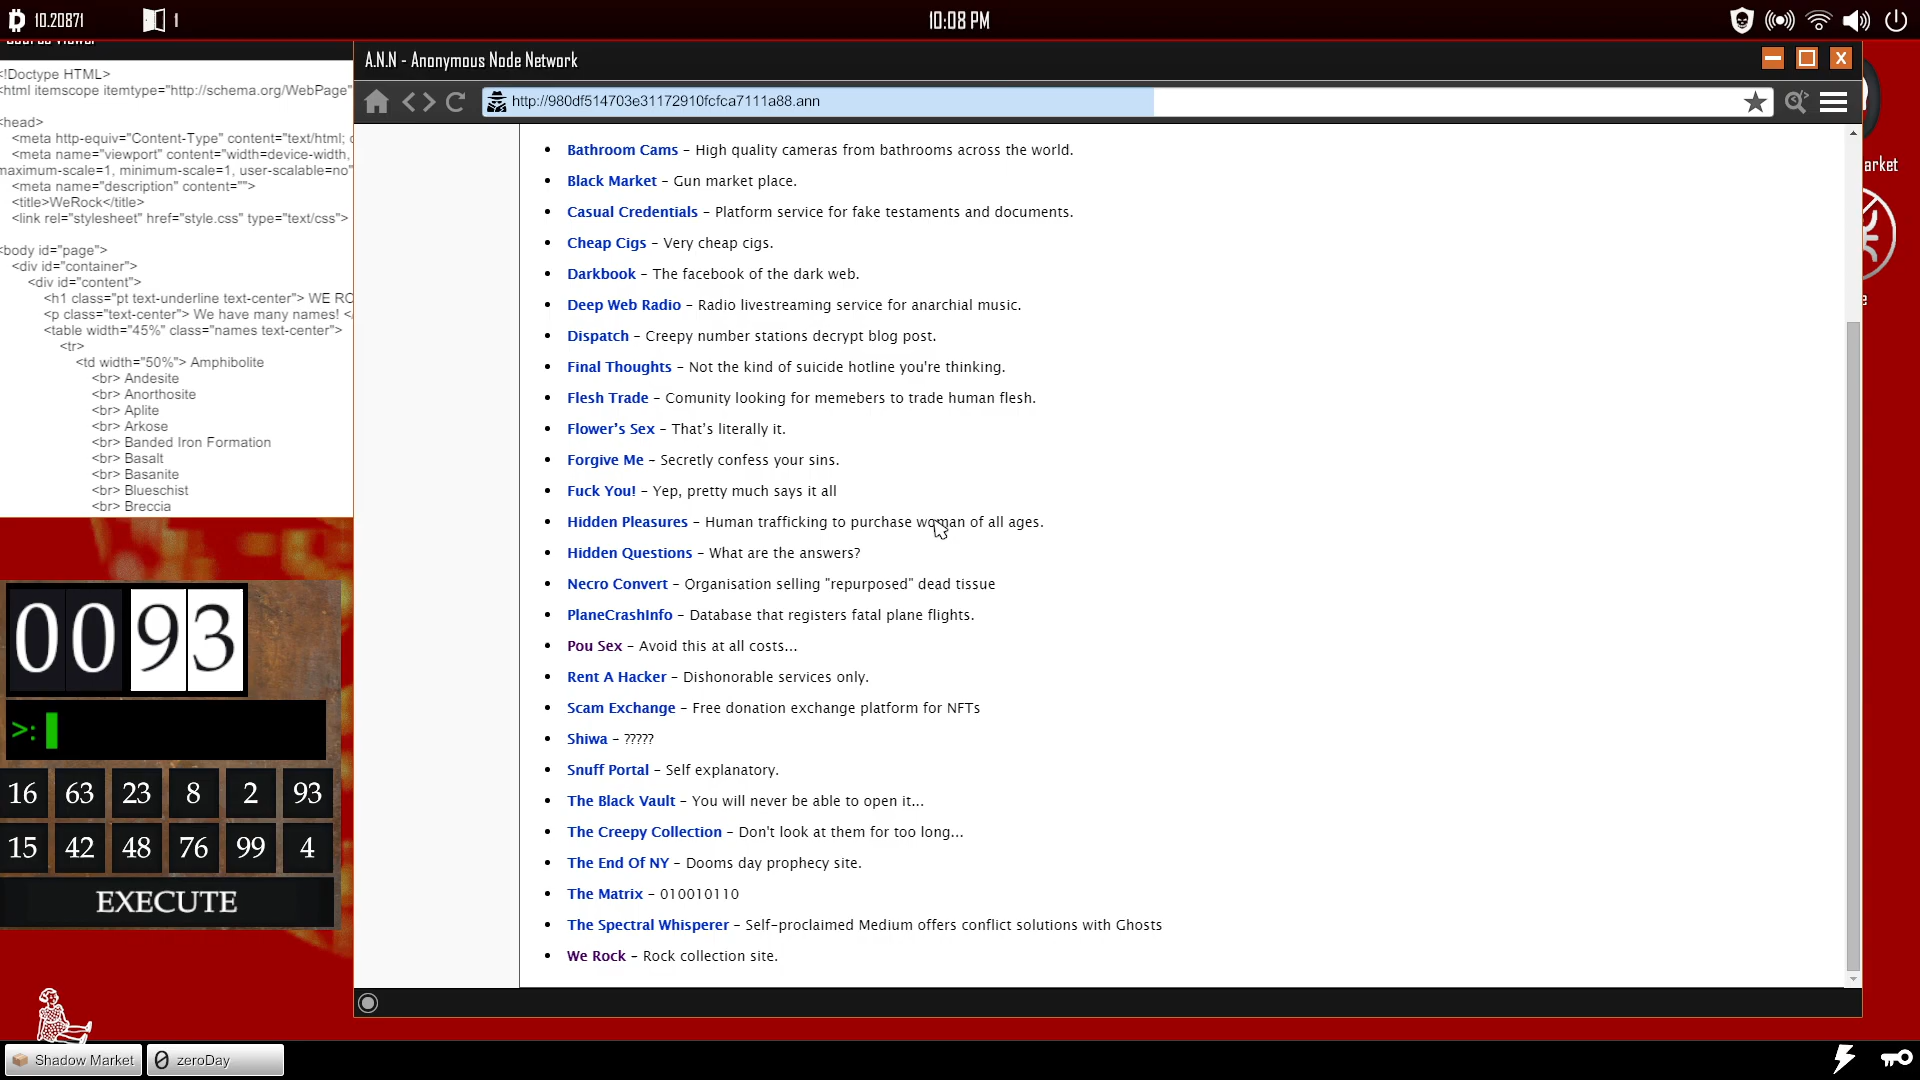 10.20871
1
10:08 PM
A.N.N - Anonymous Node Network
http://980df514703e31172910fcfca7111a88.ann
<!Doctype HTML>
<html itemscope itemtype="http://schema.org/WebPage"
<head>
<meta http-equiv="Content-Type" content="text/html;
<meta name="viewport" content="width=device-width,
maximum-scale=1, minimum-scale=1, user-scalable=no"
<meta name="description" content="">
<title>WeRock</title>
<link rel="stylesheet" href="style.css" type="text/css">
<body id="page">
<div id="container">
<div id="content">
<h1 class="pt text-underline text-center"> WE RO
<p class="text-center"> We have many names! </
<table width="45%" class="names text-center">
<tr>
<td width="50%"> Amphibolite
<br> Andesite
<br> Anorthosite
<br> Aplite
<br> Arkose
<br> Banded Iron Formation
<br> Basalt
<br> Basanite
<br> Blueschist
<br> Breccia
0093
>:
16 63 23 8 2 93
15 42 48 76 99 4
EXECUTE
Bathroom Cams – High quality cameras from bathrooms across the world.
Black Market – Gun market place.
Casual Credentials – Platform service for fake testaments and documents.
Cheap Cigs – Very cheap cigs.
Darkbook – The facebook of the dark web.
Deep Web Radio – Radio livestreaming service for anarchial music.
Dispatch – Creepy number stations decrypt blog post.
Final Thoughts – Not the kind of suicide hotline you're thinking.
Flesh Trade – Comunity looking for memebers to trade human flesh.
Flower's Sex – That's literally it.
Forgive Me – Secretly confess your sins.
Fuck You! – Yep, pretty much says it all
Hidden Pleasures – Human trafficking to purchase woman of all ages.
Hidden Questions – What are the answers?
Necro Convert – Organisation selling "repurposed" dead tissue
PlaneCrashInfo – Database that registers fatal plane flights.
Pou Sex – Avoid this at all costs...
Rent A Hacker – Dishonorable services only.
Scam Exchange – Free donation exchange platform for NFTs
Shiwa – ?????
Snuff Portal – Self explanatory.
The Black Vault – You will never be able to open it...
The Creepy Collection – Don't look at them for too long...
The End Of NY – Dooms day prophecy site.
The Matrix – 010010110
The Spectral Whisperer – Self-proclaimed Medium offers conflict solutions with Ghosts
We Rock – Rock collection site.
arket
e
Shadow Market
zeroDay